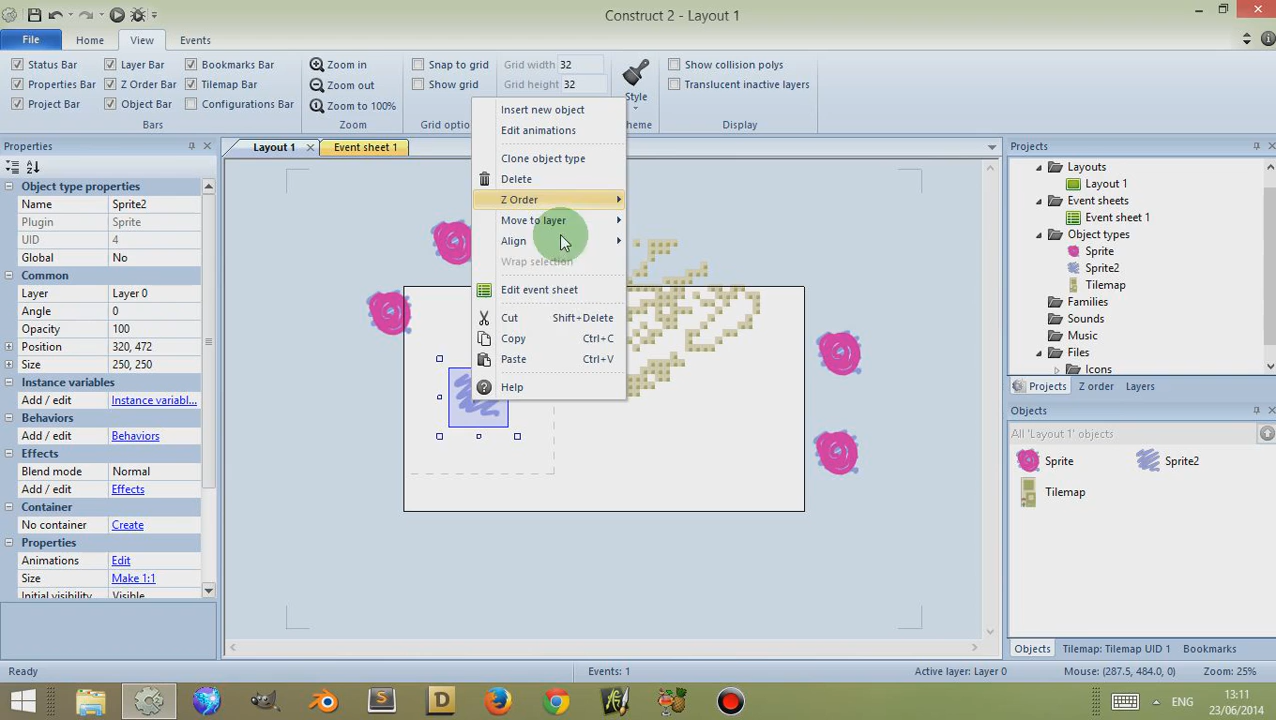 Construct 2 - Layout 1
File
Home
View
Events
Status Bar
Layer Bar
Bookmarks Bar
Properties Bar
Z Order Bar
Tilemap Bar
Project Bar
Object Bar
Configurations Bar
Bars
Zoom in
Zoom out
Zoom to 100%
Zoom
Snap to grid
Show grid
Grid width 32
Grid height 32
Grid optio
Style
heme
Show collision polys
Translucent inactive layers
Display
Properties
Layout 1
Event sheet 1
Object type properties
Name Sprite2
Plugin Sprite
UID 4
Global No
Common
Layer Layer 0
Angle 0
Opacity 100
Position 320, 472
Size 250, 250
Instance variables
Add / edit Instance variabl...
Behaviors
Add / edit Behaviors
Effects
Blend mode Normal
Add / edit Effects
Container
No container Create
Properties
Animations Edit
Size Make 1:1
Initial visibility Visible
Insert new object
Edit animations
Clone object type
Delete
Z Order
Move to layer
Align
Wrap selection
Edit event sheet
Cut Shift+Delete
Copy Ctrl+C
Paste Ctrl+V
Help
Projects
Layouts
Layout 1
Event sheets
Event sheet 1
Object types
Sprite
Sprite2
Tilemap
Families
Sounds
Music
Files
Icons
Projects
Z order
Layers
Objects
All 'Layout 1' objects
Sprite
Sprite2
Tilemap
Objects
Tilemap: Tilemap UID 1
Bookmarks
Ready
Events: 1
Active layer: Layer 0
Mouse: (287.5, 484.0, 0)
Zoom: 25%
ENG
13:11
23/06/2014